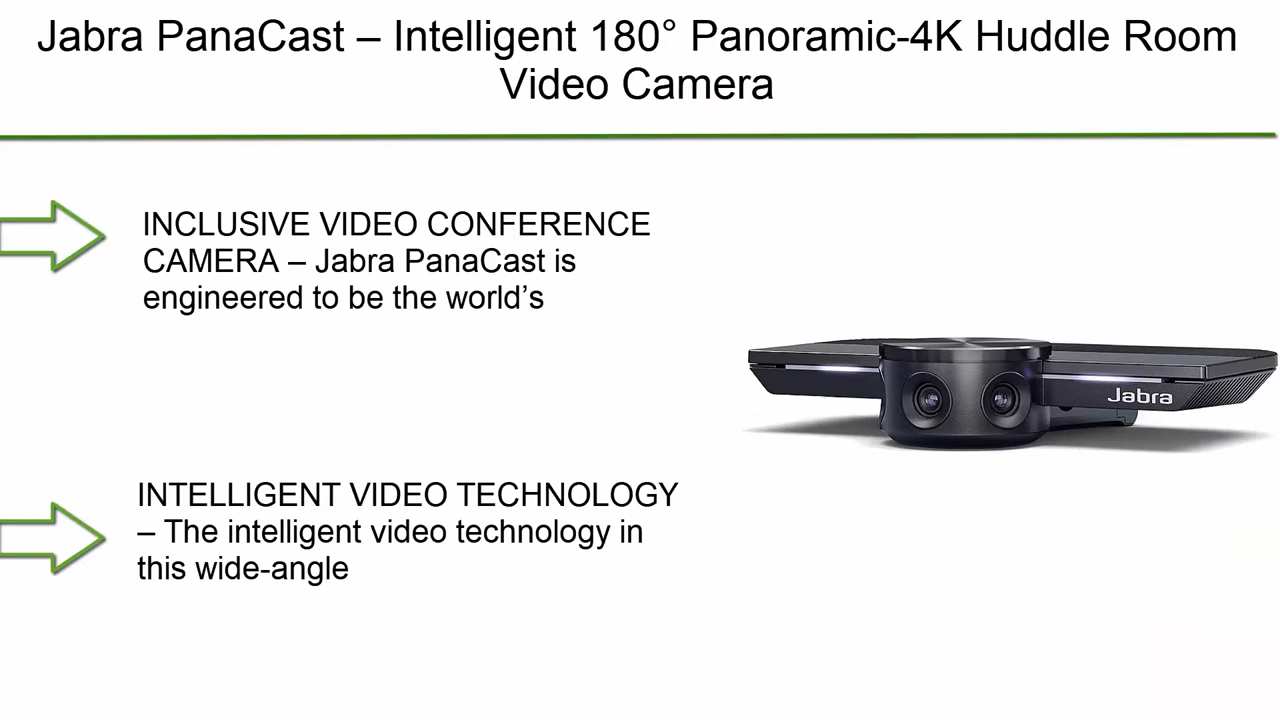 Jabra PanaCast – Intelligent 180° Panoramic-4K Huddle Room
Video Camera
INCLUSIVE VIDEO CONFERENCE
CAMERA – Jabra PanaCast is
engineered to be the world’s
Jabra
INTELLIGENT VIDEO TECHNOLOGY
– The intelligent video technology in
this wide-angle